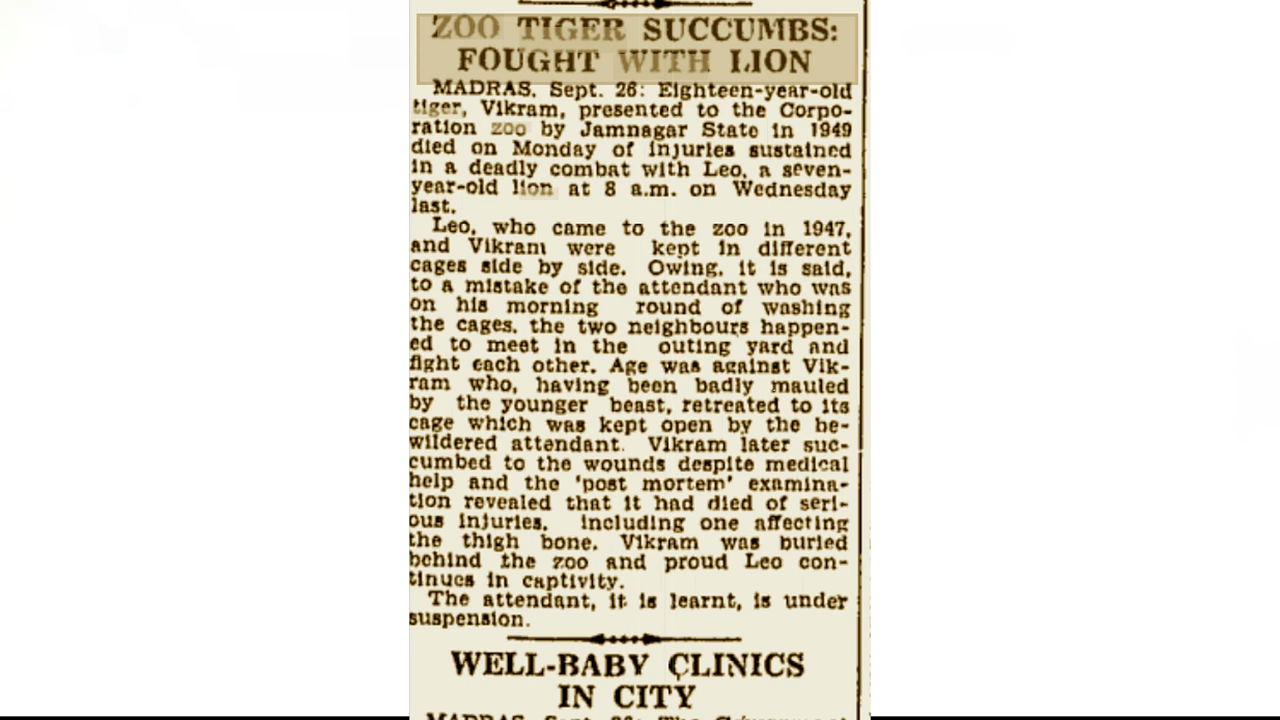 ZOO TIGER SUCCUMBS:
FOUGHT WITH LION
MADRAS, Sept. 26: Eighteen-year-old
tiger, Vikram, presented to the Corpo-
ration zoo by Jamnagar State in 1949
died on Monday of injuries sustained
in a deadly combat with Leo, a seven-
year-old lion at 8 a.m. on Wednesday
last.
Leo, who came to the zoo in 1947,
and Vikram were kept in different
cages side by side. Owing, it is said,
to a mistake of the attendant who was
on his morning round of washing
the cages, the two neighbours happen-
ed to meet in the outing yard and
fight each other. Age was against Vik-
ram who, having been badly mauled
by the younger beast, retreated to its
cage which was kept open by the be-
wildered attendant. Vikram later suc-
cumbed to the wounds despite medical
help and the 'post mortem' examina-
tion revealed that it had died of seri-
ous injuries, including one affecting
the thigh bone. Vikram was buried
behind the zoo and proud Leo con-
tinues in captivity.
The attendant, it is learnt, is under
suspension.
WELL-BABY CLINICS
IN CITY
MADRAS, Sept. 26: The Government